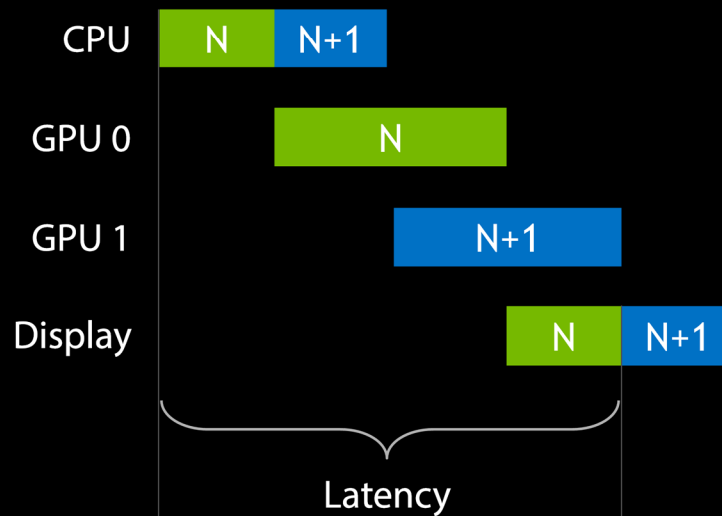 CPU N N+1
GPU 0 N
GPU 1 N+1
Display N N+1
Latency